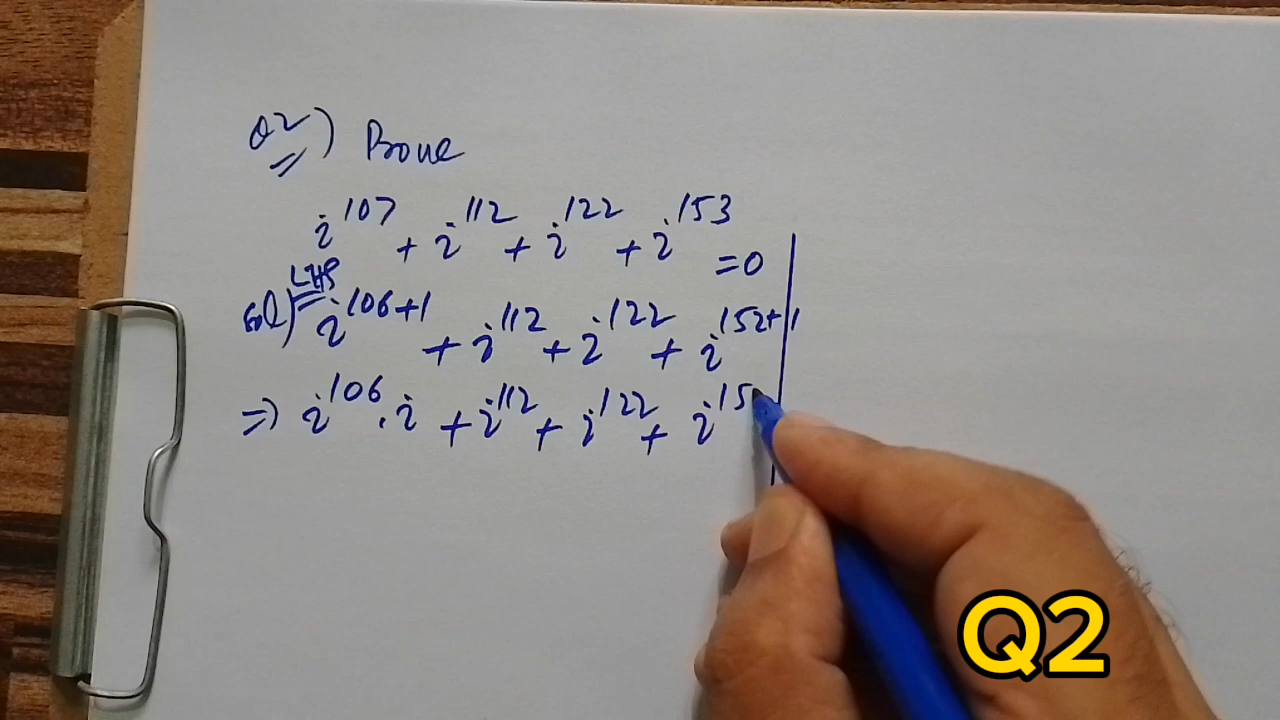 Q2) Prove
i^107 + i^112 + i^122 + i^153
= 0
LHS
Sol) i^106+1 + i^112 + i^122 + i^152+1
=> i^106 . i + i^112 + i^122 + i^15
Q2